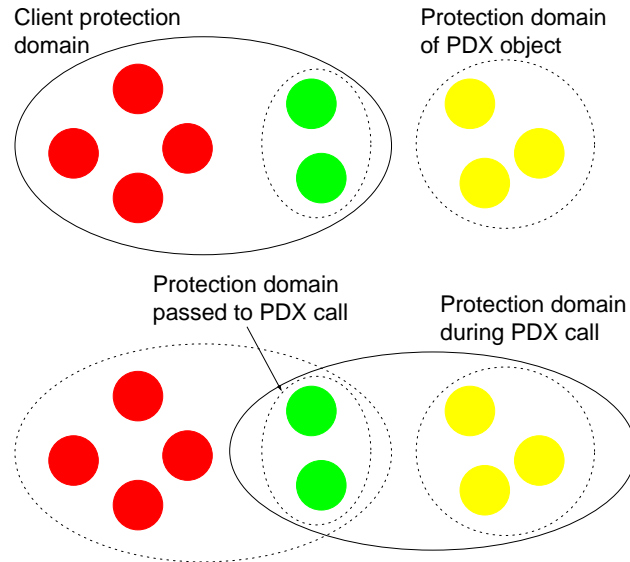 Client protection
domain
Protection domain
of PDX object
Protection domain
passed to PDX call
Protection domain
during PDX call